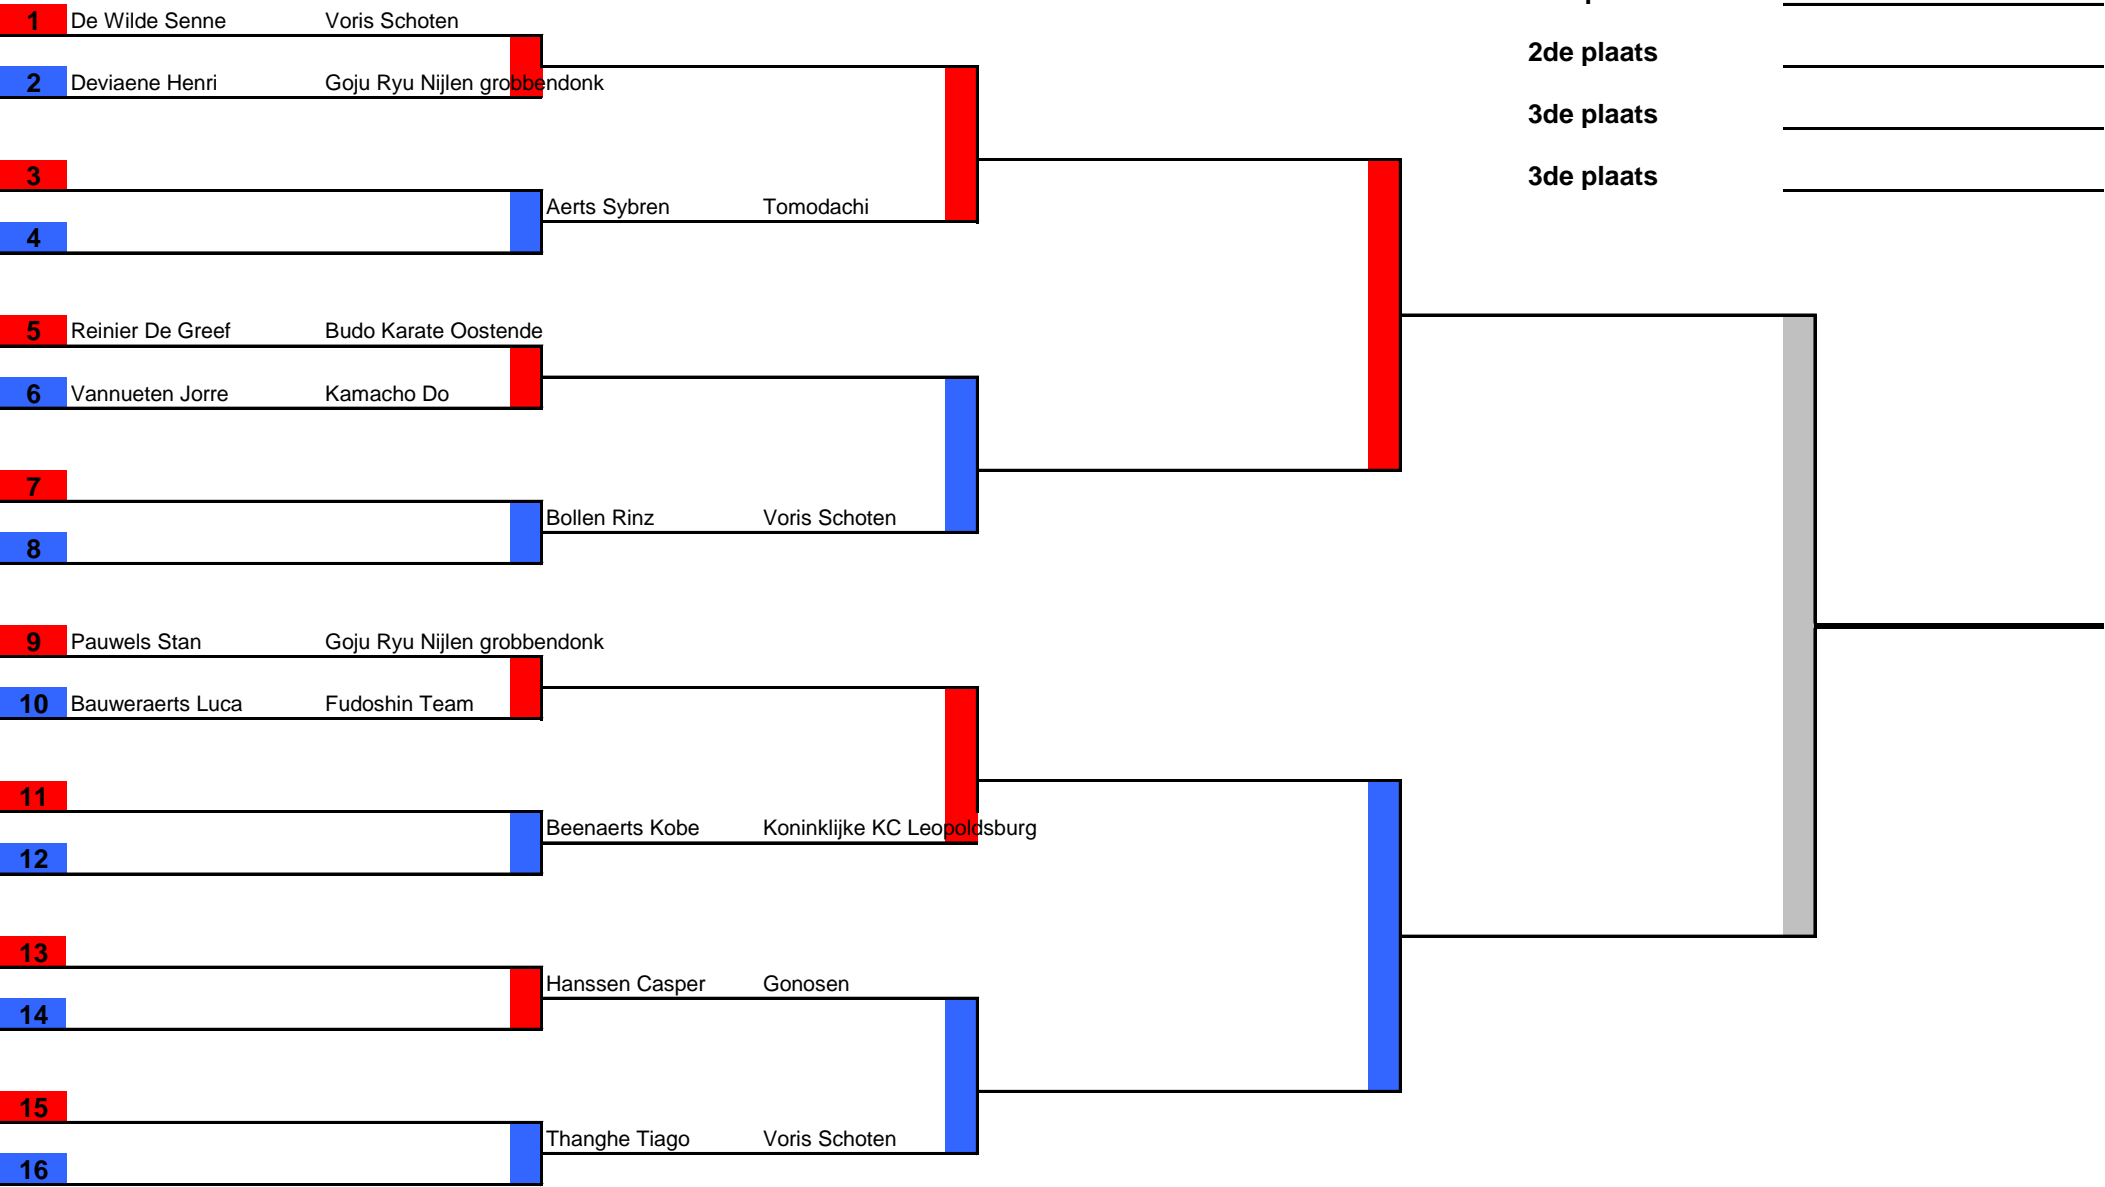 1 De Wilde Senne Voris Schoten
2de plaats
2 Deviaene Henri Goju Ryu Nijlen grobbendonk
3de plaats
3
3de plaats
Aerts Sybren Tomodachi
4
5 Reinier De Greef Budo Karate Oostende
6 Vannueten Jorre Kamacho Do
7
Bollen Rinz Voris Schoten
8
9 Pauwels Stan Goju Ryu Nijlen grobbendonk
10 Bauweraerts Luca Fudoshin Team
11
Beenaerts Kobe Koninklijke KC Leopoldsburg
12
13
Hanssen Casper Gonosen
14
15
Thanghe Tiago Voris Schoten
16